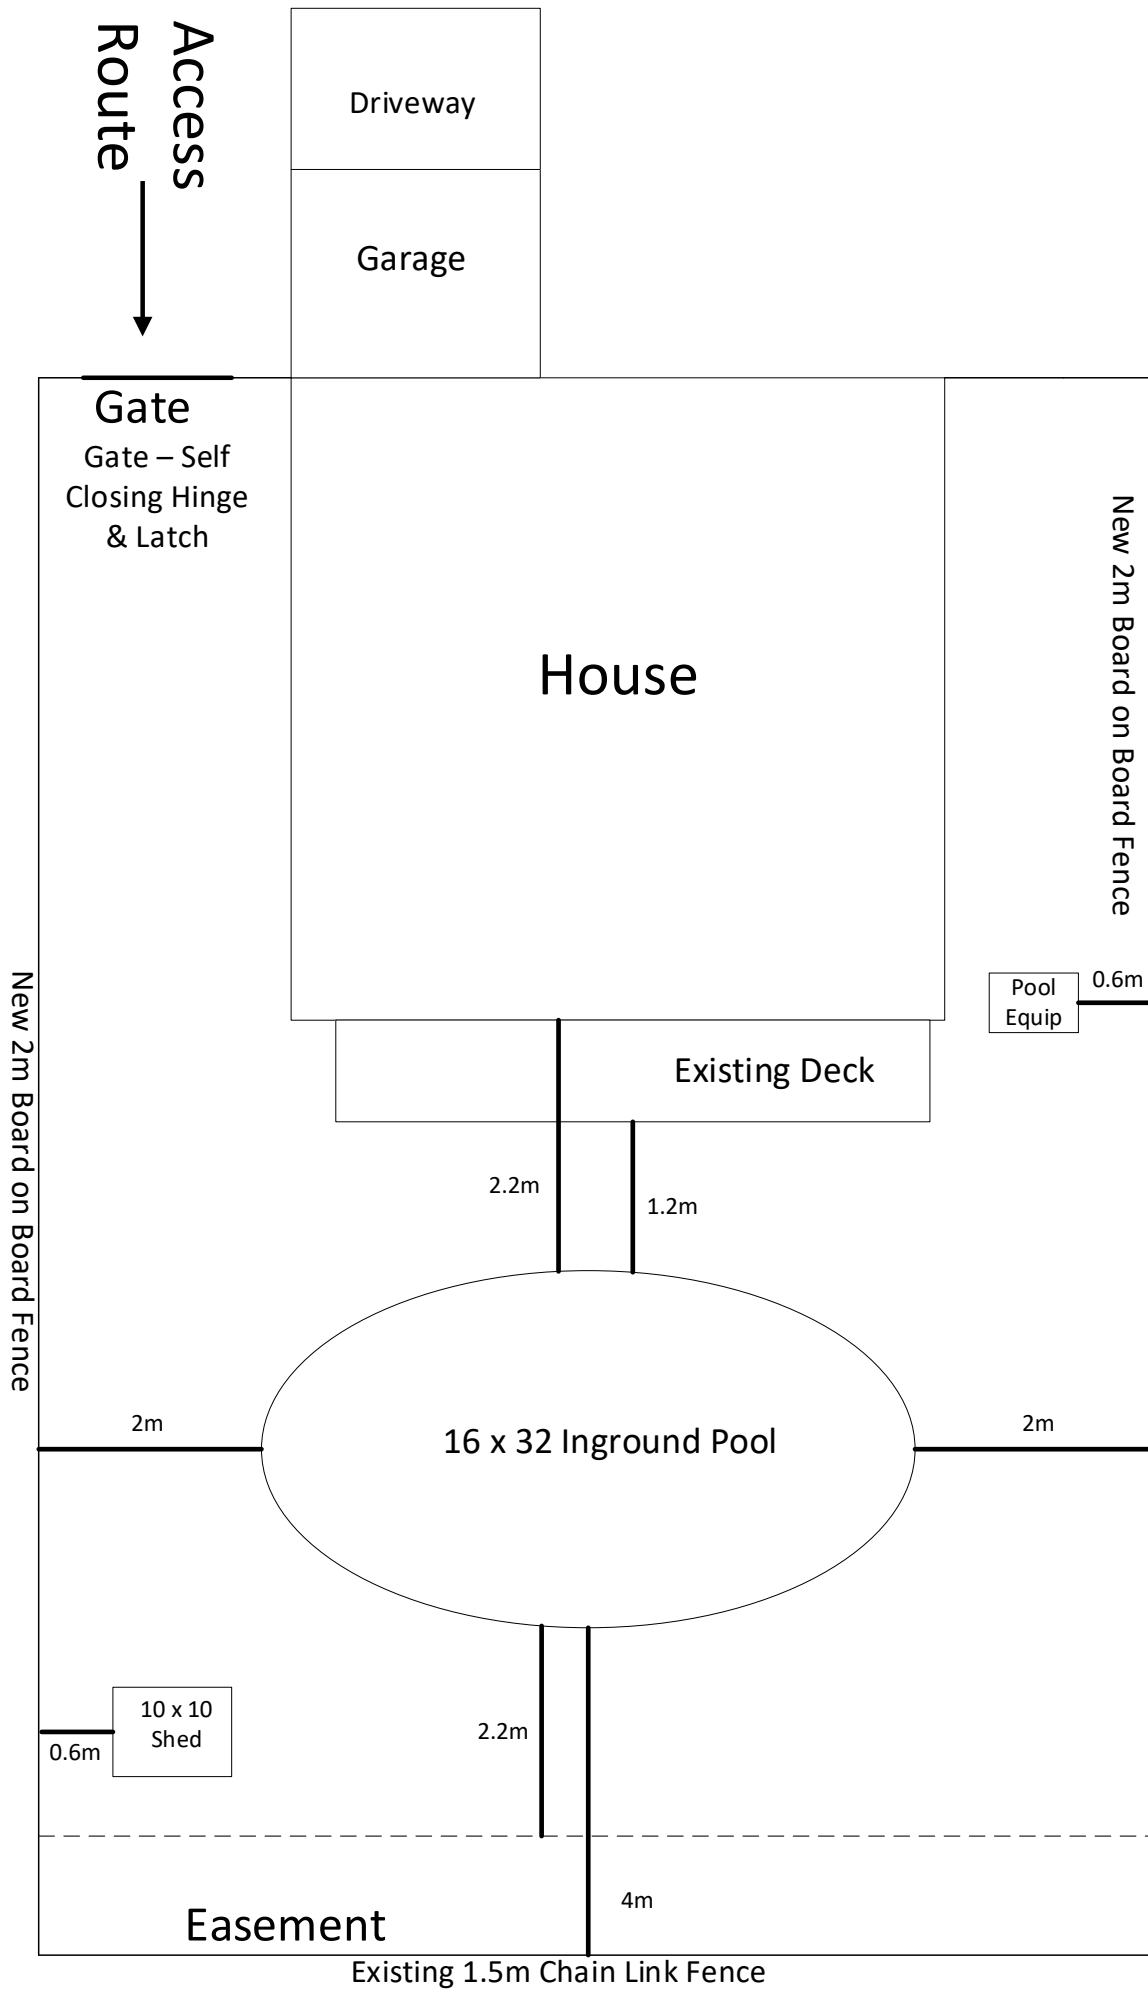 Access
Route
Driveway
Garage
Gate
Gate – Self
Closing Hinge
& Latch
House
New 2m Board on Board Fence
Pool
Equip
0.6m
New 2m Board on Board Fence
Existing Deck
2.2m
1.2m
2m
16 x 32 Inground Pool
2m
10 x 10
Shed
0.6m
2.2m
4m
Easement
Existing 1.5m Chain Link Fence